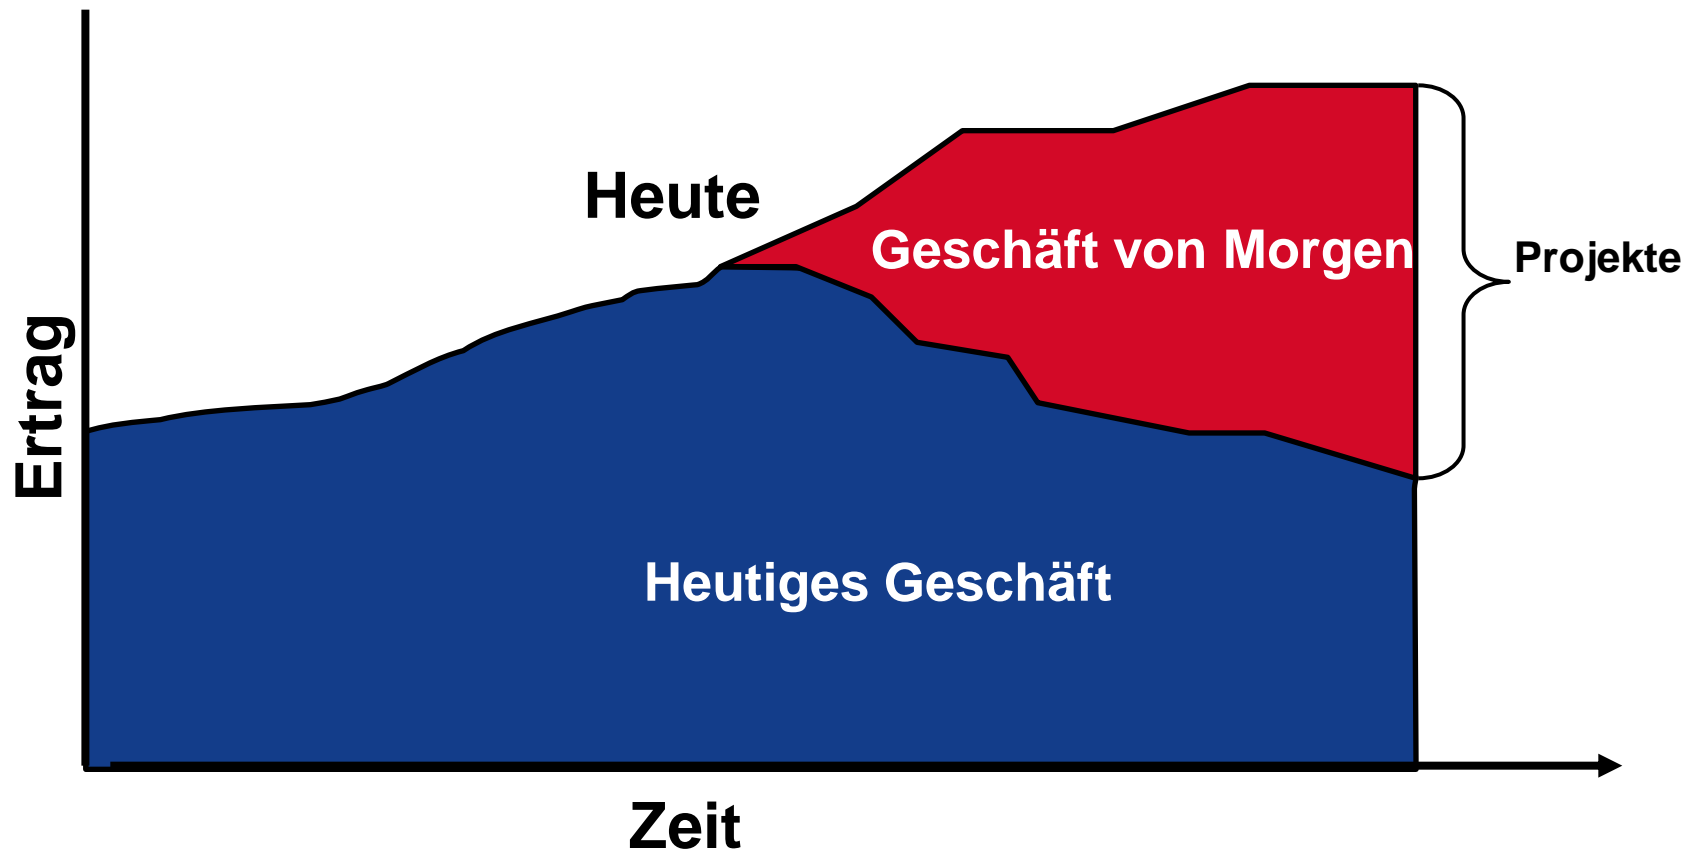 Heute
Geschäft von Morgen
Projekte
Ertrag
Heutiges Geschäft
Zeit